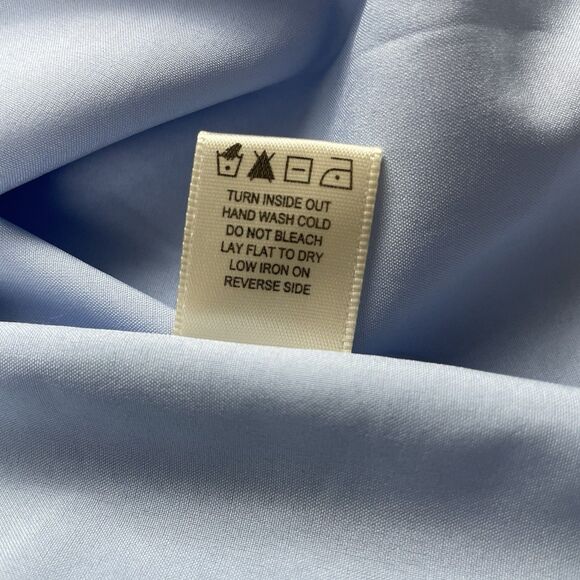 TURN INSIDE OUT
HAND WASH COLD
DO NOT BLEACH
LAY FLAT TO DRY
LOW IRON ON
REVERSE SIDE